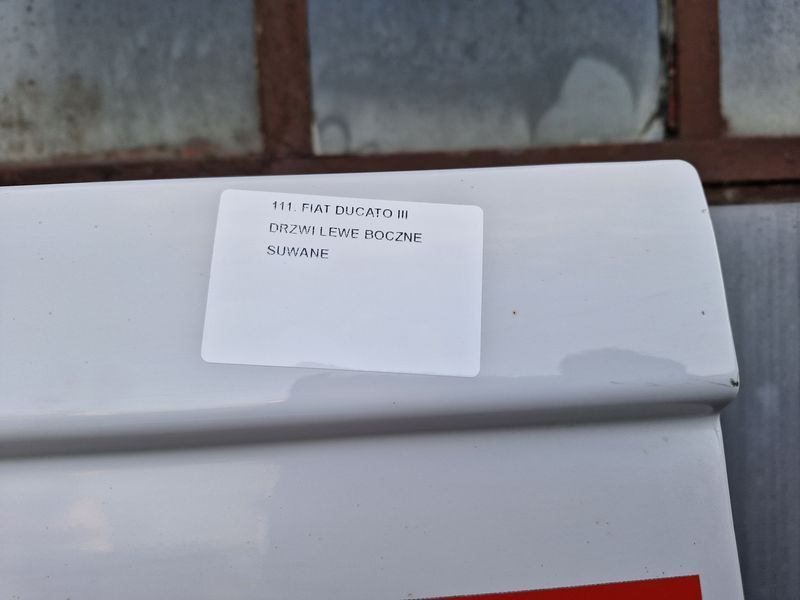 111. FIAT DUCATO III
DRZWI LEWE BOCZNE
SUWANE